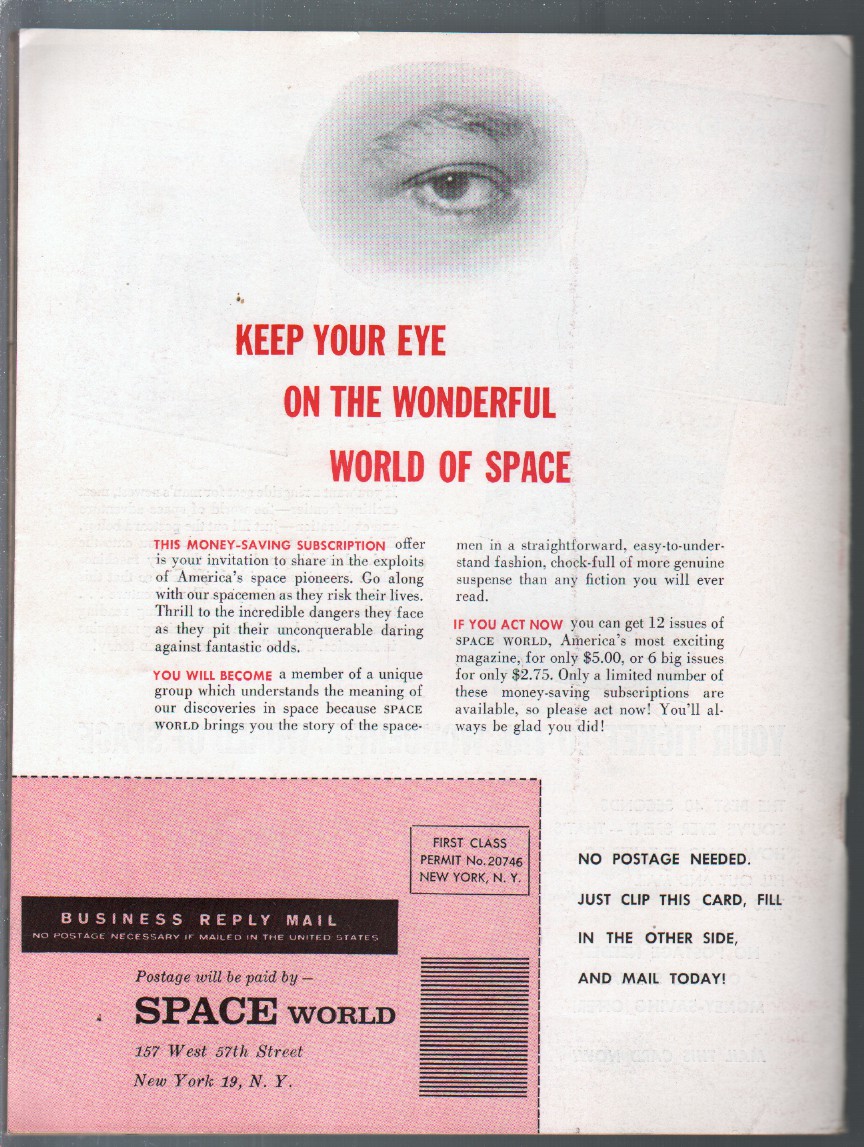 KEEP YOUR EYE
ON THE WONDERFUL
WORLD OF SPACE
THIS MONEY-SAVING SUBSCRIPTION offer
is your invitation to share in the exploits
of America's space pioneers. Go along
with our spacemen as they risk their lives.
Thrill to the incredible dangers they face
as they pit their unconquerable daring
against fantastic odds.
YOU WILL BECOME a member of a unique
group which understands the meaning of
our discoveries in space because SPACE
WORLD brings you the story of the space-
men in a straightforward, easy-to-under-
stand fashion, chock-full of more genuine
suspense than any fiction you will ever
read.
IF YOU ACT NOW you can get 12 issues of
SPACE WORLD, America's most exciting
magazine, for only $5.00, or 6 big issues
for only $2.75. Only a limited number of
these money-saving subscriptions are
available, so please act now! You'll al-
ways be glad you did!
FIRST CLASS
PERMIT No. 20746
NEW YORK, N. Y.
BUSINESS REPLY MAIL
NO POSTAGE NECESSARY IF MAILED IN THE UNITED STATES
Postage will be paid by —
SPACE WORLD
157 West 57th Street
New York 19, N. Y.
NO POSTAGE NEEDED.
JUST CLIP THIS CARD, FILL
IN THE OTHER SIDE,
AND MAIL TODAY!